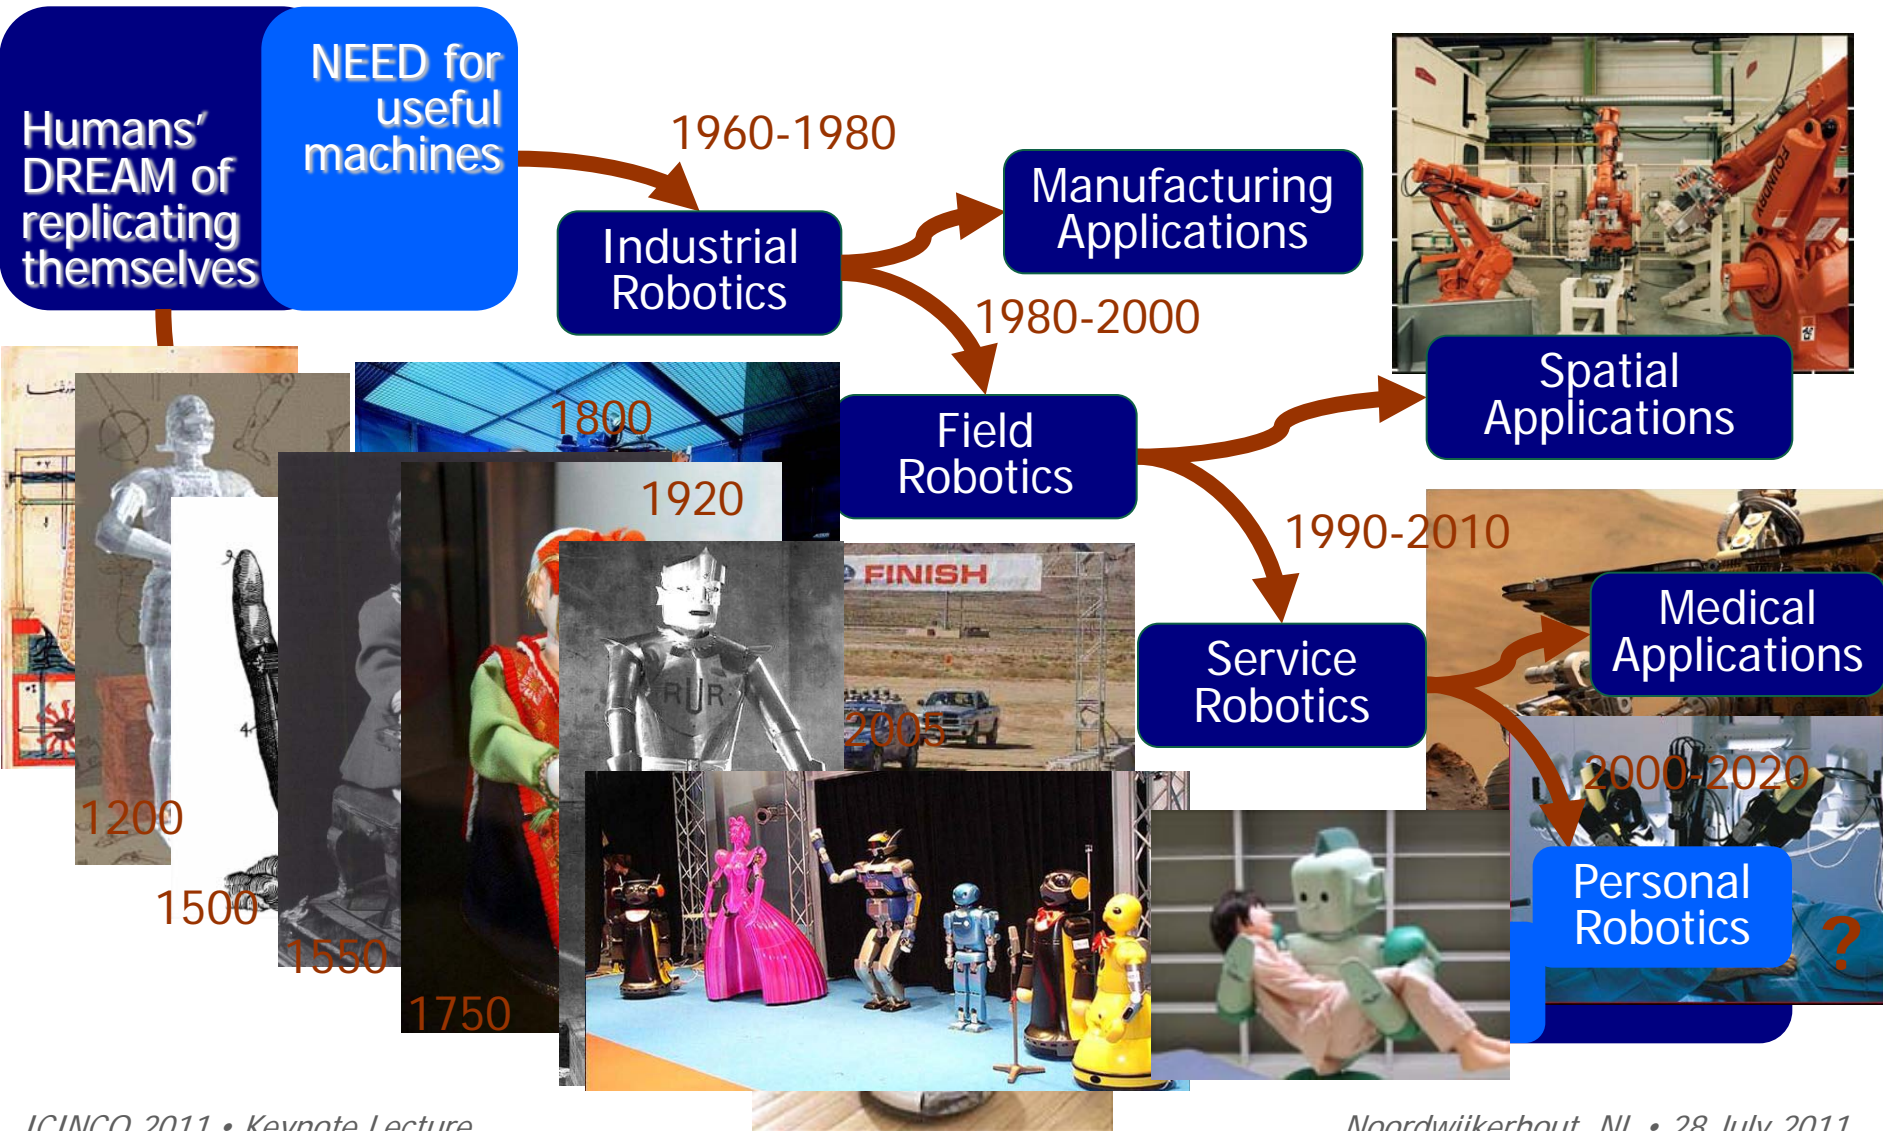 NEED for
useful
machines
Humans'
DREAM of
replicating
themselves
1960-1980
Manufacturing
Applications
Industrial
Robotics
FOUNDRY
1980-2000
Spatial
Applications
1800
Field
Robotics
1920
1990-2010
FINISH
Medical
Applications
Service
Robotics
RUR
2005
2000-2020
1200
Personal
Robotics
?
1500
1550
1750
ICINCO 2011 • Keynote Lecture
Noordwijkerhout, NL • 28 July 2011